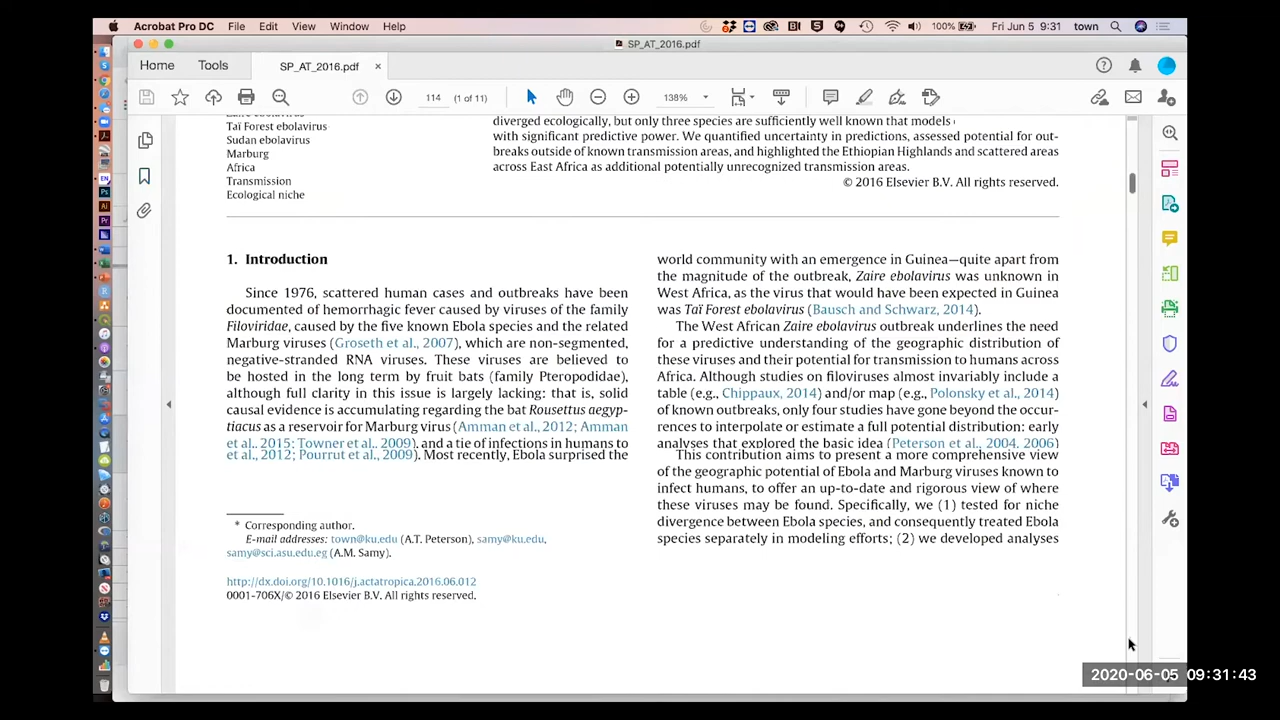 Acrobat Pro DC File Edit View Window Help
100% Fri Jun 5 9:31 town
SP_AT_2016.pdf
Home Tools SP_AT_2016.pdf ×
114 (1 of 11) 138%
Zaire ebolavirus
Taï Forest ebolavirus
Sudan ebolavirus
Marburg
Africa
Transmission
Ecological niche
diverged ecologically, but only three species are sufficiently well known that models
with significant predictive power. We quantified uncertainty in predictions, assessed potential for out-
breaks outside of known transmission areas, and highlighted the Ethiopian Highlands and scattered areas
across East Africa as additional potentially unrecognized transmission areas.
© 2016 Elsevier B.V. All rights reserved.
1. Introduction
Since 1976, scattered human cases and outbreaks have been
documented of hemorrhagic fever caused by viruses of the family
Filoviridae, caused by the five known Ebola species and the related
Marburg viruses (Groseth et al., 2007), which are non-segmented,
negative-stranded RNA viruses. These viruses are believed to
be hosted in the long term by fruit bats (family Pteropodidae),
although full clarity in this issue is largely lacking: that is, solid
causal evidence is accumulating regarding the bat Rousettus aegyp-
tiacus as a reservoir for Marburg virus (Amman et al., 2012; Amman
et al., 2015; Towner et al., 2009), and a tie of infections in humans to
et al., 2012; Pourrut et al., 2009). Most recently, Ebola surprised the
* Corresponding author.
E-mail addresses: town@ku.edu (A.T. Peterson), samy@ku.edu,
samy@sci.asu.edu.eg (A.M. Samy).
http://dx.doi.org/10.1016/j.actatropica.2016.06.012
0001-706X/© 2016 Elsevier B.V. All rights reserved.
world community with an emergence in Guinea—quite apart from
the magnitude of the outbreak, Zaire ebolavirus was unknown in
West Africa, as the virus that would have been expected in Guinea
was Taï Forest ebolavirus (Bausch and Schwarz, 2014).
The West African Zaire ebolavirus outbreak underlines the need
for a predictive understanding of the geographic distribution of
these viruses and their potential for transmission to humans across
Africa. Although studies on filoviruses almost invariably include a
table (e.g., Chippaux, 2014) and/or map (e.g., Polonsky et al., 2014)
of known outbreaks, only four studies have gone beyond the occur-
rences to interpolate or estimate a full potential distribution: early
analyses that explored the basic idea (Peterson et al., 2004, 2006)
This contribution aims to present a more comprehensive view
of the geographic potential of Ebola and Marburg viruses known to
infect humans, to offer an up-to-date and rigorous view of where
these viruses may be found. Specifically, we (1) tested for niche
divergence between Ebola species, and consequently treated Ebola
species separately in modeling efforts; (2) we developed analyses
2020-06-05 09:31:43